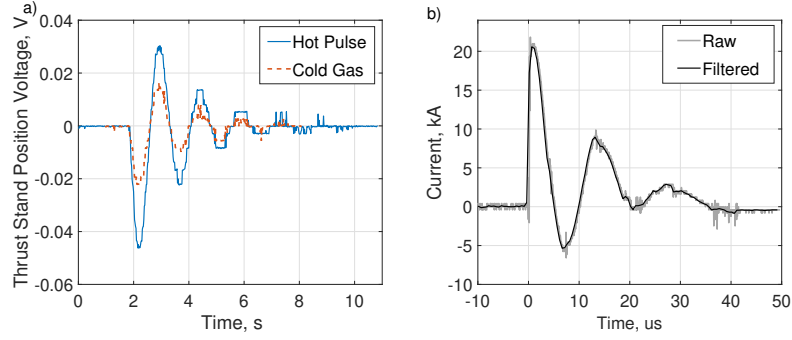 a)
Thrust Stand Position Voltage, V
0.04
0.02
0
-0.02
-0.04
-0.06
0 2 4 6 8 10
Time, s
Hot Pulse
Cold Gas
b)
Current, kA
20
15
10
5
0
-5
-10
-10 0 10 20 30 40 50
Time, us
Raw
Filtered